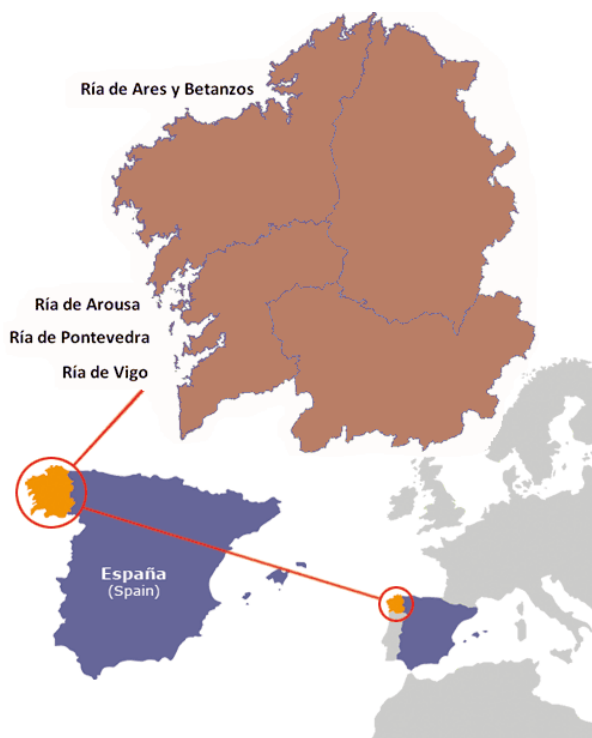 Ría de Ares y Betanzos
Ría de Arousa
Ría de Pontevedra
Ría de Vigo
España
(Spain)